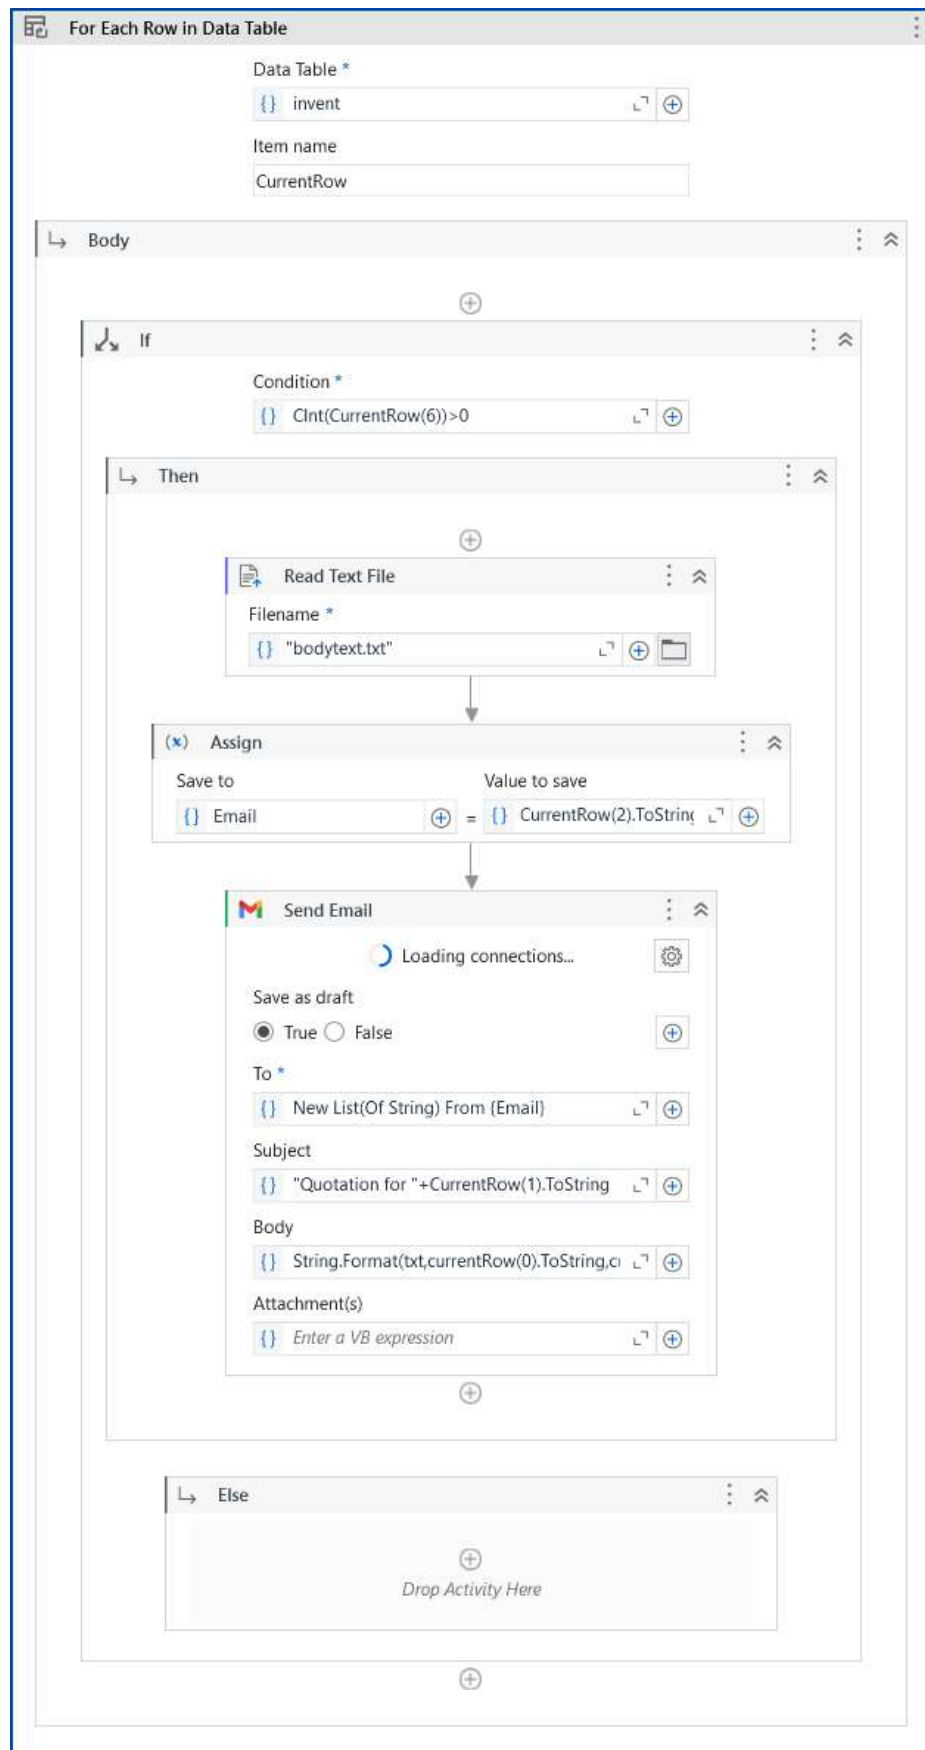 For Each Row in Data Table
Data Table *
{} invent
Item name
CurrentRow
Body
If
Condition *
{} CInt(CurrentRow(6))>0
Then
Read Text File
Filename *
{} "bodytext.txt"
(x) Assign
Save to Value to save
{} Email = {} CurrentRow(2).ToString
Send Email
Loading connections...
Save as draft
True False
To *
{} New List(Of String) From {Email}
Subject
{} "Quotation for "+CurrentRow(1).ToString
Body
{} String.Format(txt,currentRow(0).ToString,
Attachment(s)
{} Enter a VB expression
Else
Drop Activity Here